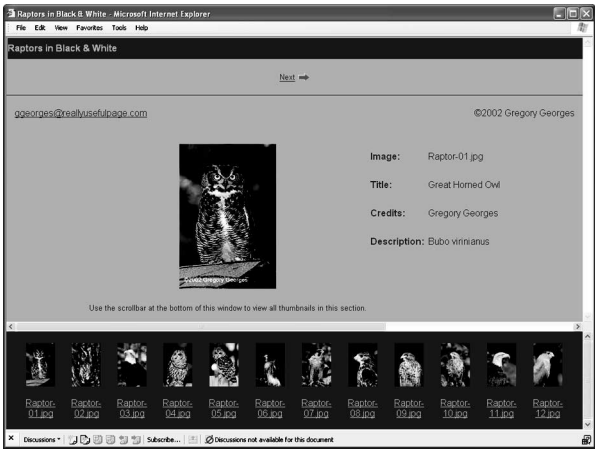 Raptors in Black & White - Microsoft Internet Explorer
File Edit View Favorites Tools Help
Raptors in Black & White
Next
ggeorges@reallyusefulpage.com
©2002 Gregory Georges
Image: Raptor-01.jpg
Title: Great Horned Owl
Credits: Gregory Georges
Description: Bubo virinianus
©2002 Gregory Georges
Use the scrollbar at the bottom of this window to view all thumbnails in this section.
Raptor-01.jpg
Raptor-02.jpg
Raptor-03.jpg
Raptor-04.jpg
Raptor-05.jpg
Raptor-06.jpg
Raptor-07.jpg
Raptor-08.jpg
Raptor-09.jpg
Raptor-10.jpg
Raptor-11.jpg
Raptor-12.jpg
Discussions Subscribe... Discussions not available for this document